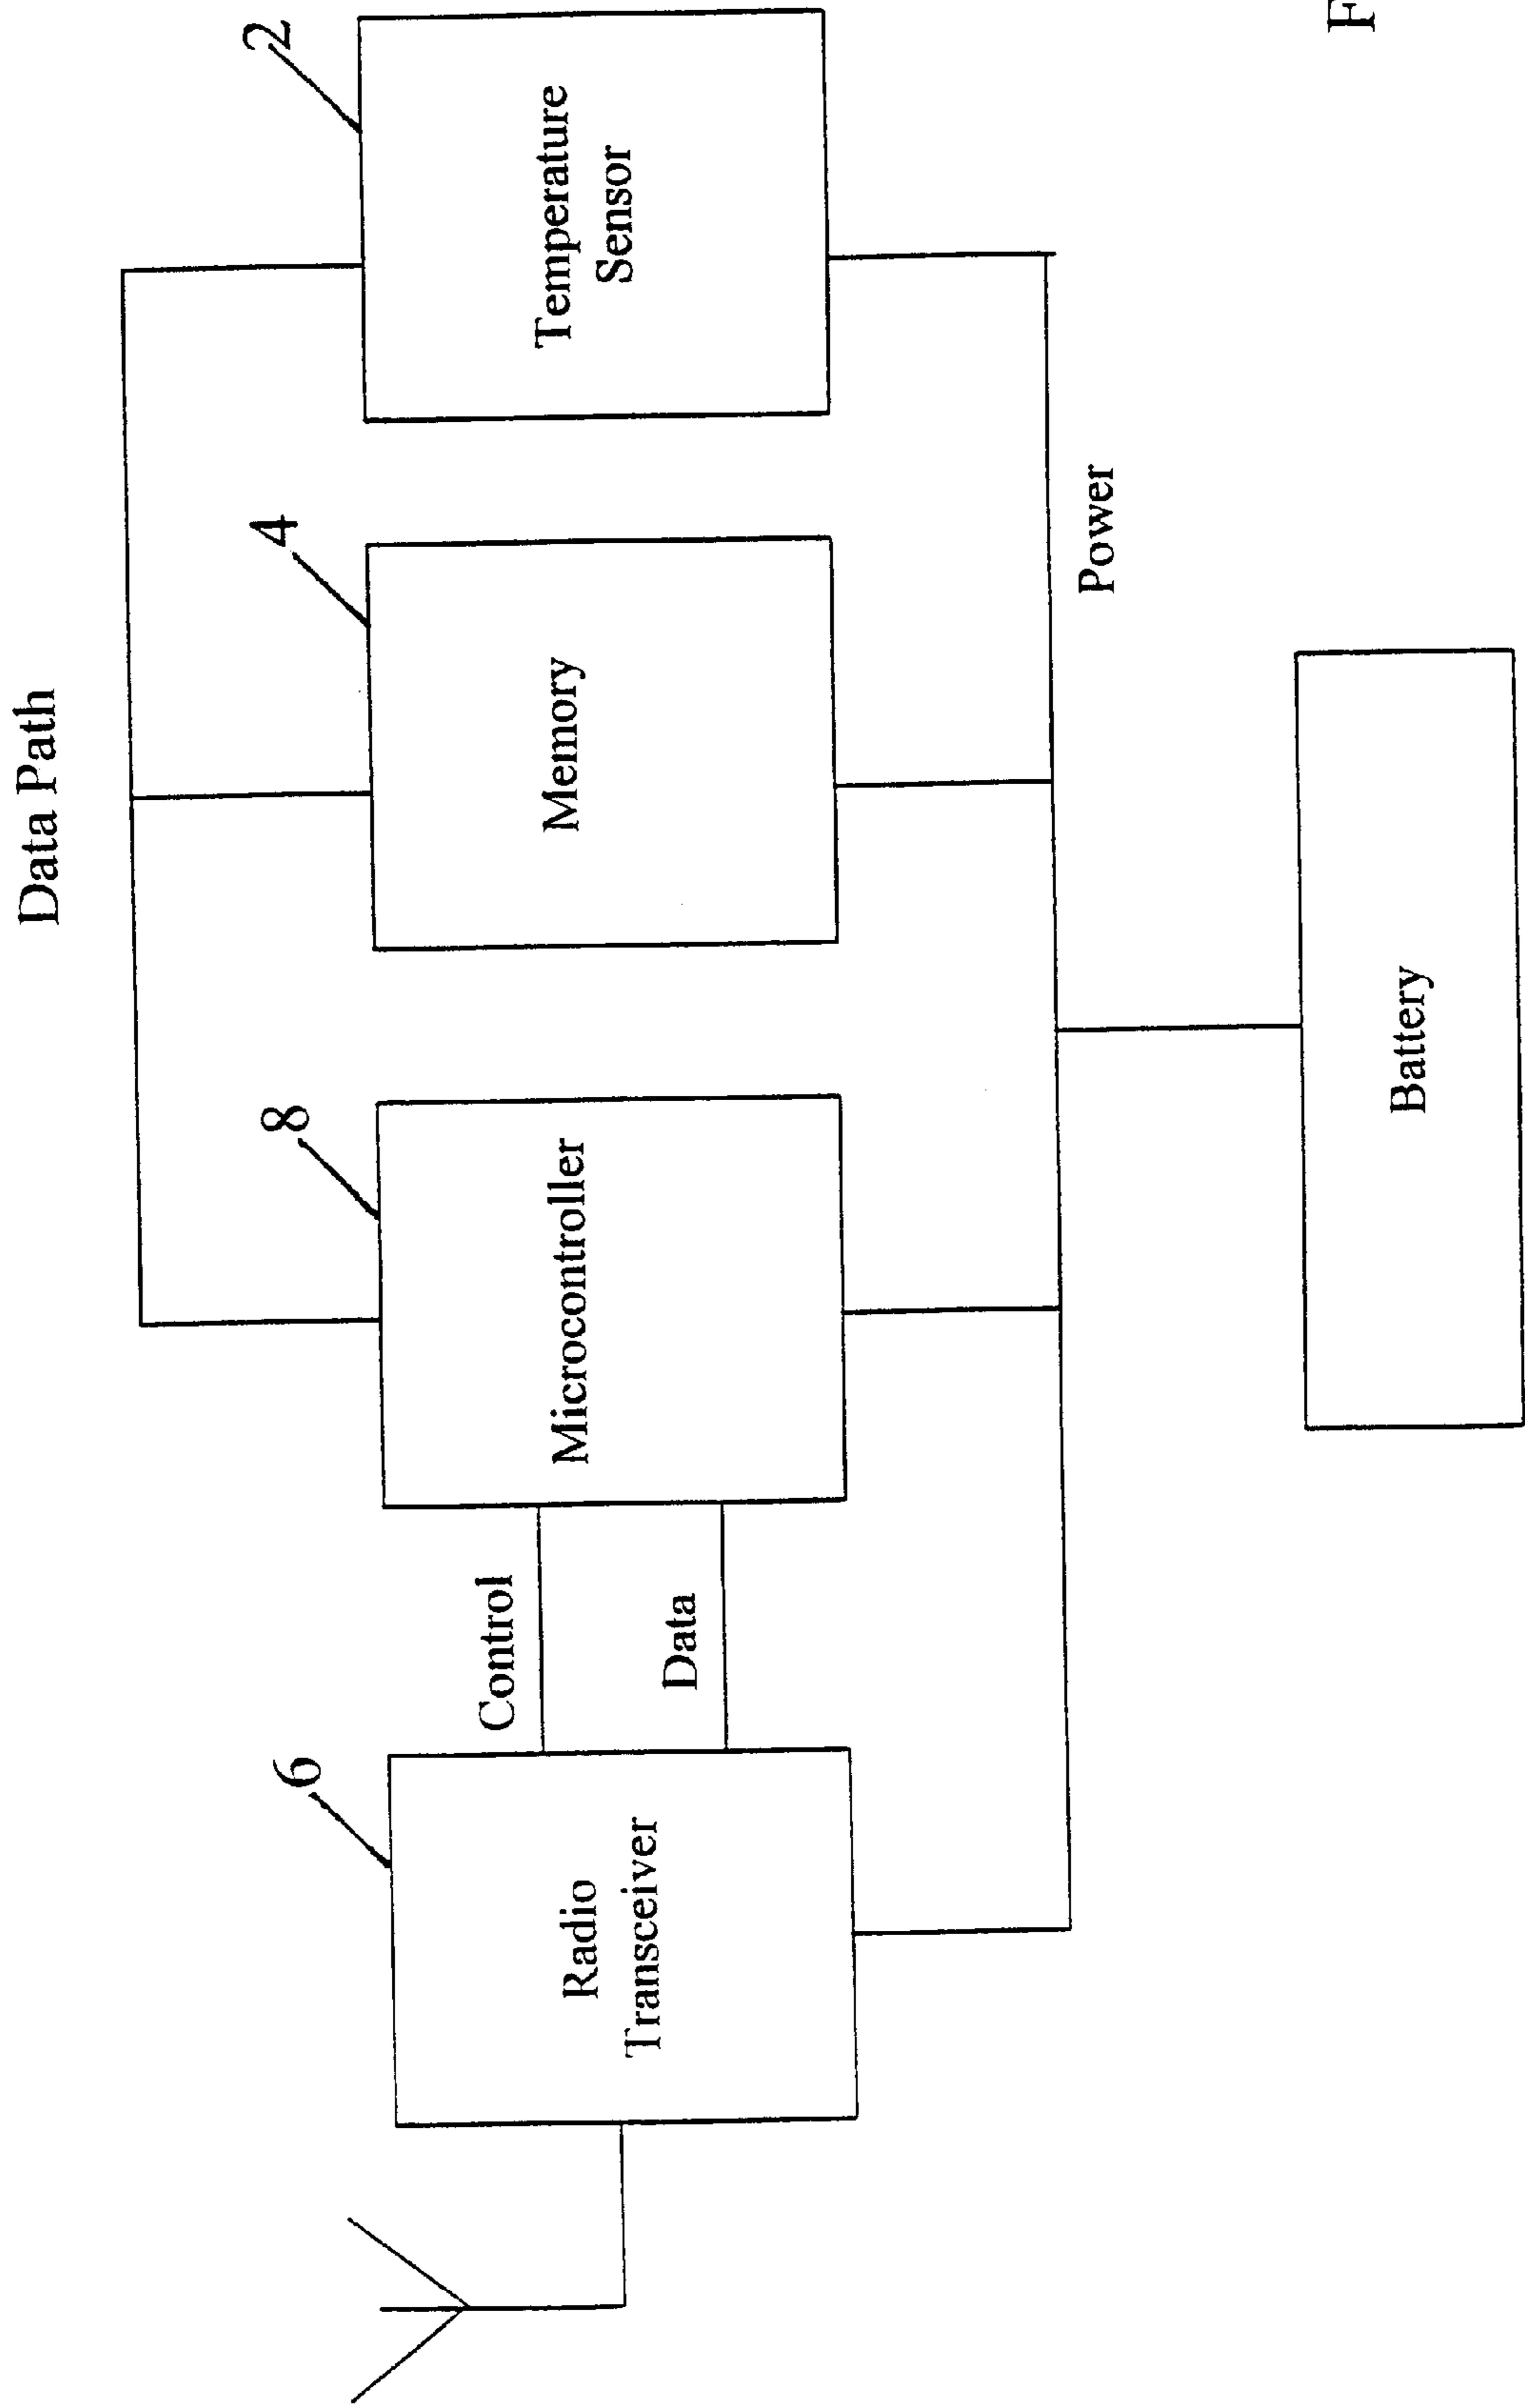 Data Path
6
8
4
2
Control
Data
Radio
Transceiver
Microcontroller
Memory
Temperature
Sensor
Power
Battery
F